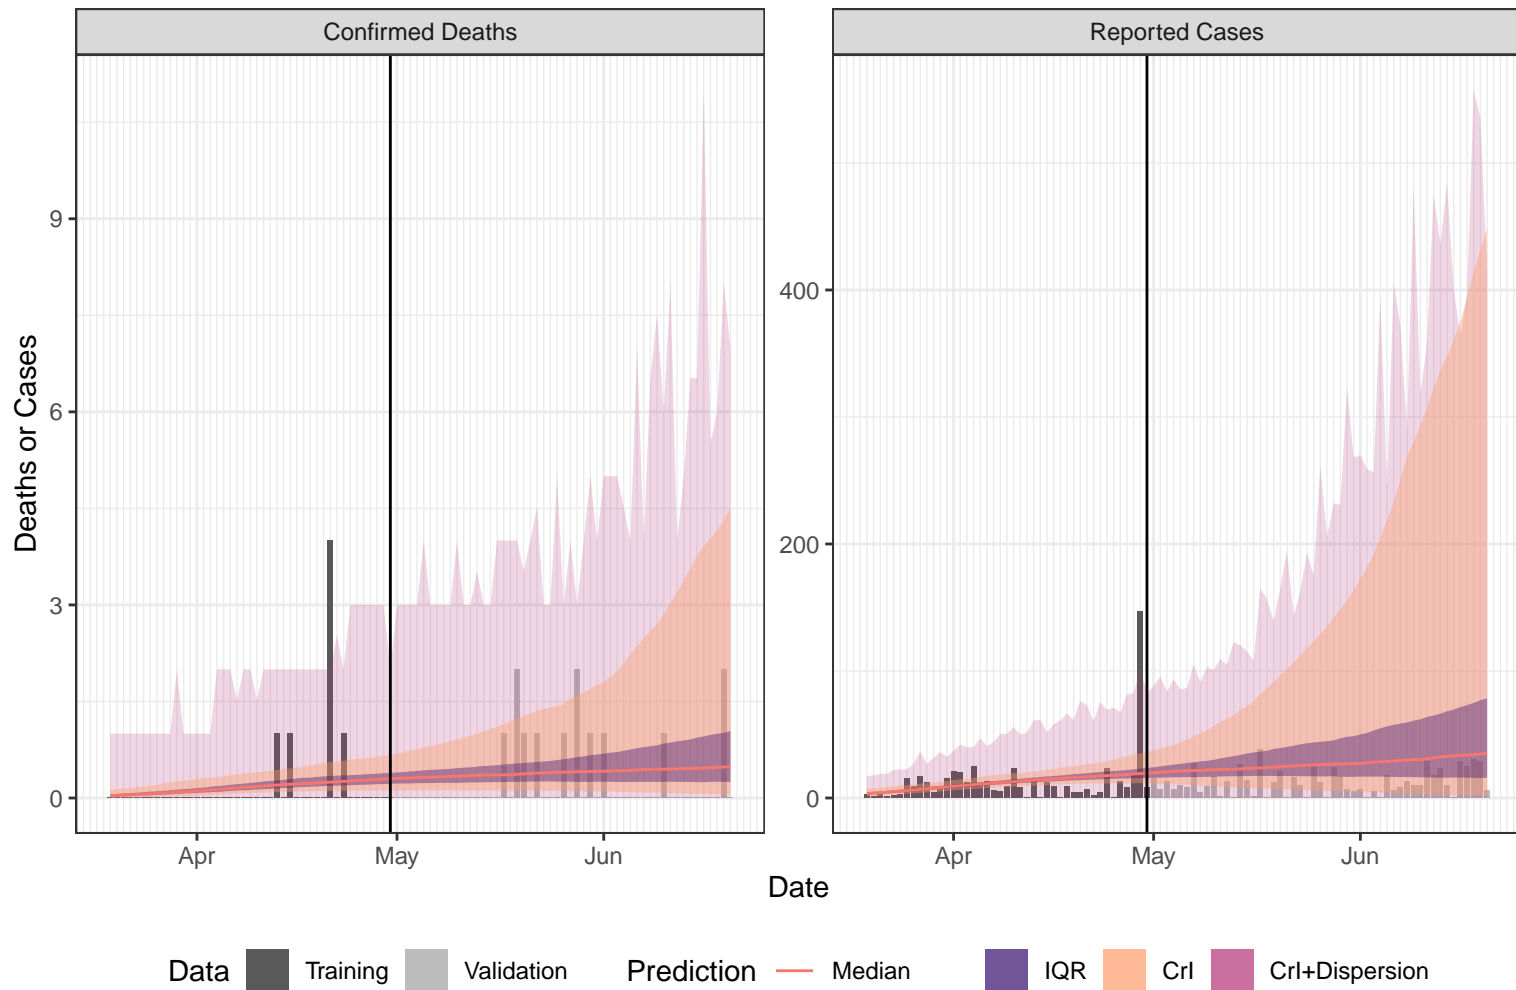 Confirmed Deaths
Reported Cases
Deaths or Cases
9
6
3
0
400
200
0
Apr
May
Jun
Apr
May
Jun
Date
Data Training Validation Prediction Median IQR CrI CrI+Dispersion